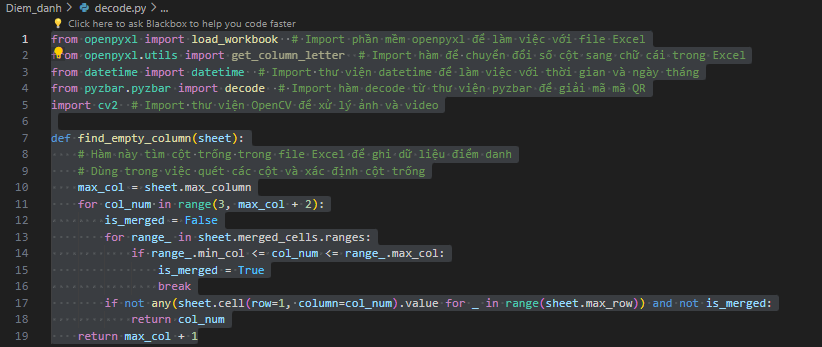 Diem_danh > decode.py > ...
Click here to ask Blackbox to help you code faster
1 from openpyxl import load_workbook # Import phần mềm openpyxl để làm việc với file Excel
2 from openpyxl.utils import get_column_letter # Import hàm để chuyển đổi số cột sang chữ cái trong Excel
3 from datetime import datetime # Import thư viện datetime để làm việc với thời gian và ngày tháng
4 from pyzbar.pyzbar import decode # Import hàm decode từ thư viện pyzbar để giải mã mã QR
5 import cv2 # Import thư viện OpenCV để xử lý ảnh và video
6
7 def find_empty_column(sheet):
8 # Hàm này tìm cột trống trong file Excel để ghi dữ liệu điểm danh
9 # Dùng trong việc quét các cột và xác định cột trống
10 max_col = sheet.max_column
11 for col_num in range(3, max_col + 2):
12 is_merged = False
13 for range_ in sheet.merged_cells.ranges:
14 if range_.min_col <= col_num <= range_.max_col:
15 is_merged = True
16 break
17 if not any(sheet.cell(row=1, column=col_num).value for _ in range(sheet.max_row)) and not is_merged:
18 return col_num
19 return max_col + 1